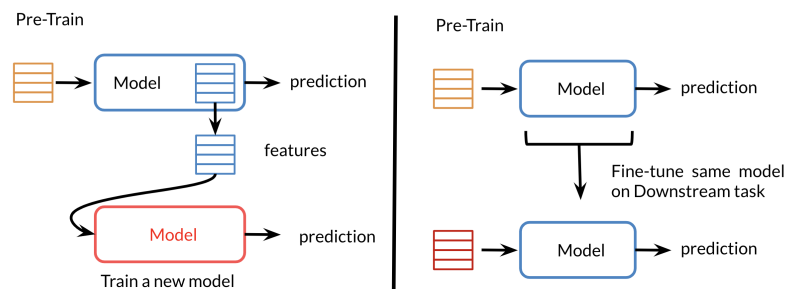 Pre-Train
Model
prediction
features
Model
prediction
Train a new model
Pre-Train
Model
prediction
Fine-tune same model
on Downstream task
Model
prediction